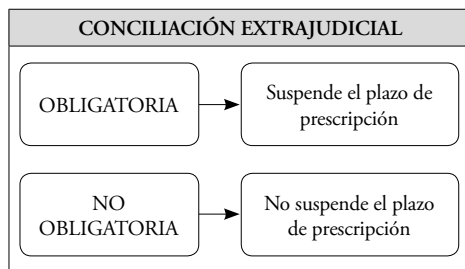 CONCILIACIÓN EXTRAJUDICIAL
OBLIGATORIA
Suspende el plazo de
prescripción
NO
OBLIGATORIA
No suspende el plazo
de prescripción